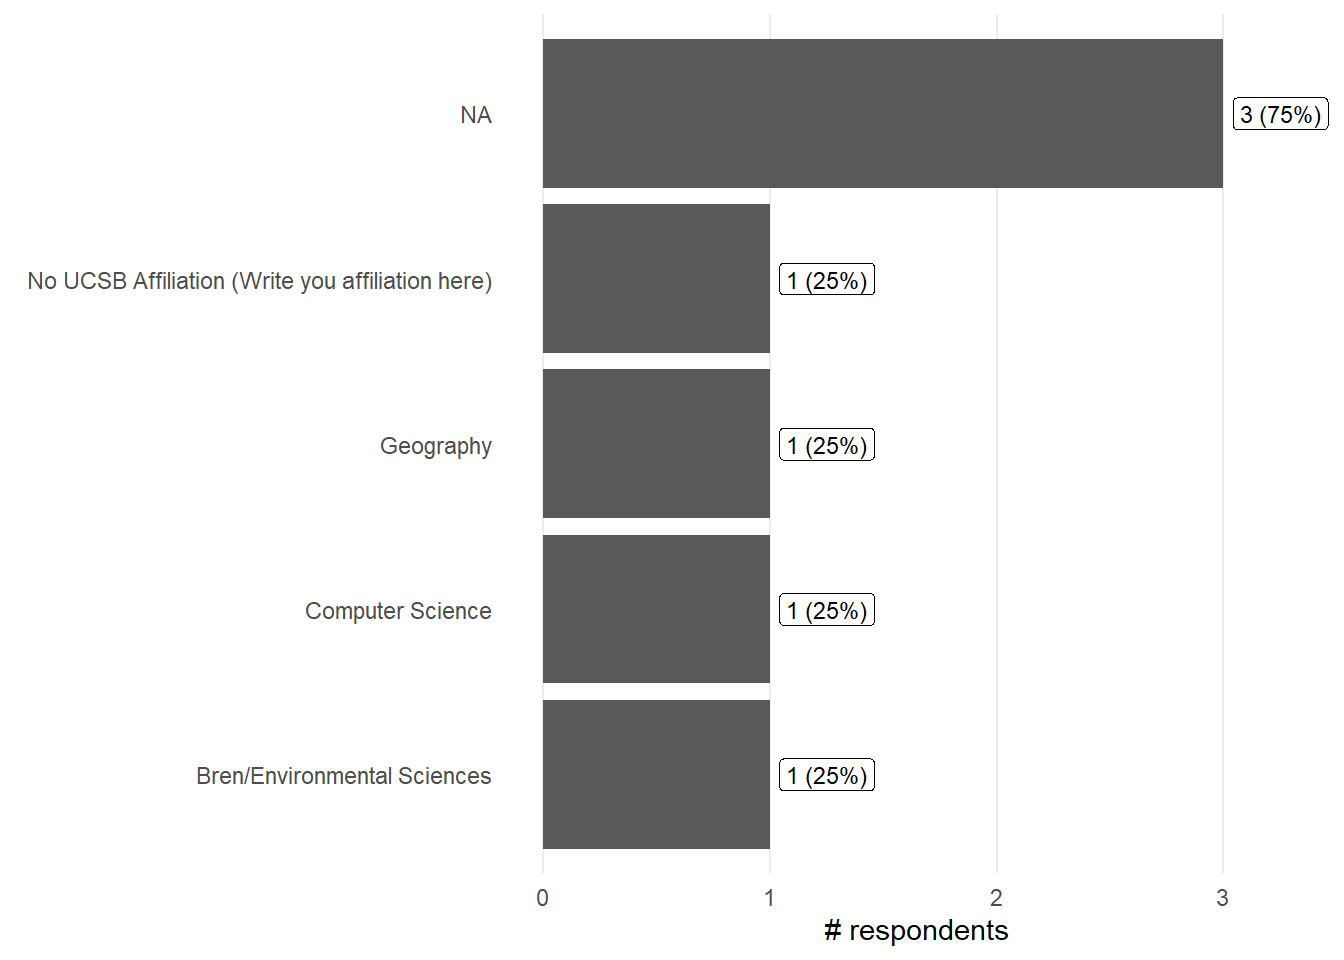 NA
3 (75%)
No UCSB Affiliation (Write you affiliation here)
1 (25%)
Geography
1 (25%)
Computer Science
1 (25%)
Bren/Environmental Sciences
1 (25%)
0
1
2
3
# respondents